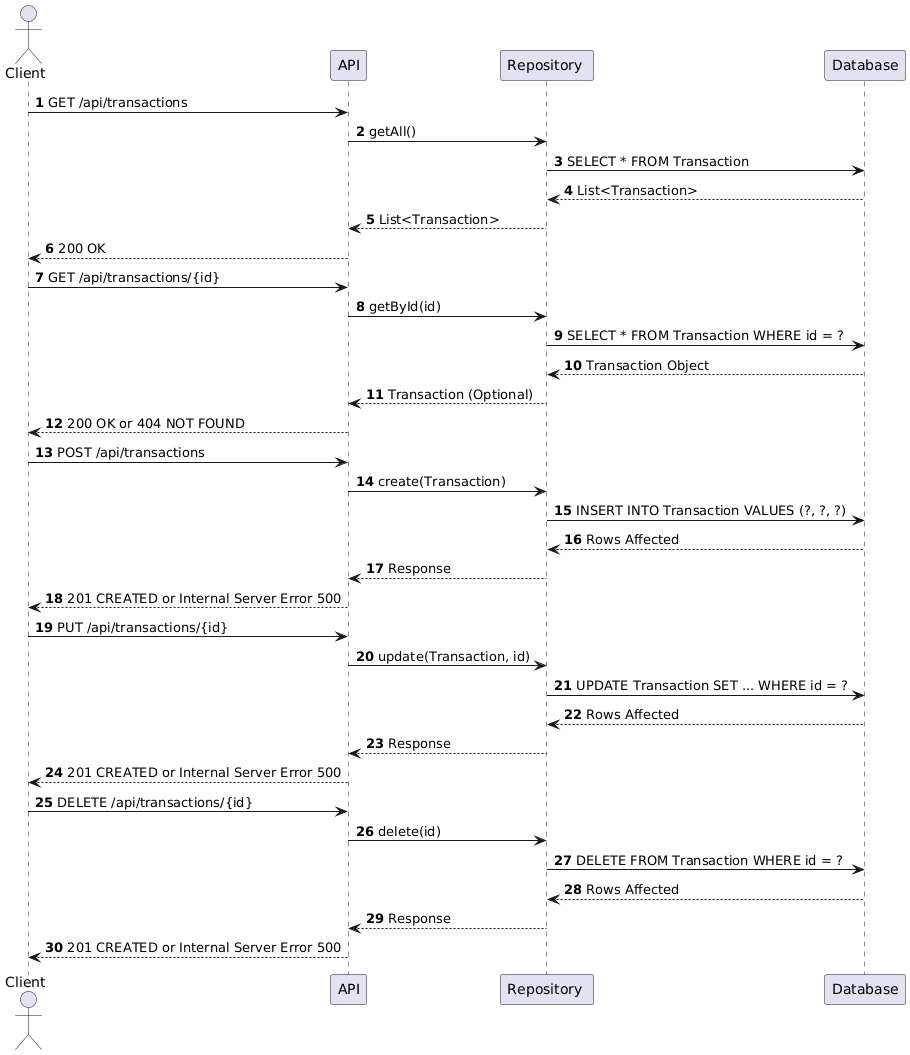 Client
API
Repository
Database
1 GET /api/transactions
2 getAll()
3 SELECT * FROM Transaction
4 List<Transaction>
5 List<Transaction>
6 200 OK
7 GET /api/transactions/{id}
8 getById(id)
9 SELECT * FROM Transaction WHERE id = ?
10 Transaction Object
11 Transaction (Optional)
12 200 OK or 404 NOT FOUND
13 POST /api/transactions
14 create(Transaction)
15 INSERT INTO Transaction VALUES (?, ?, ?)
16 Rows Affected
17 Response
18 201 CREATED or Internal Server Error 500
19 PUT /api/transactions/{id}
20 update(Transaction, id)
21 UPDATE Transaction SET ... WHERE id = ?
22 Rows Affected
23 Response
24 201 CREATED or Internal Server Error 500
25 DELETE /api/transactions/{id}
26 delete(id)
27 DELETE FROM Transaction WHERE id = ?
28 Rows Affected
29 Response
30 201 CREATED or Internal Server Error 500
Client
API
Repository
Database